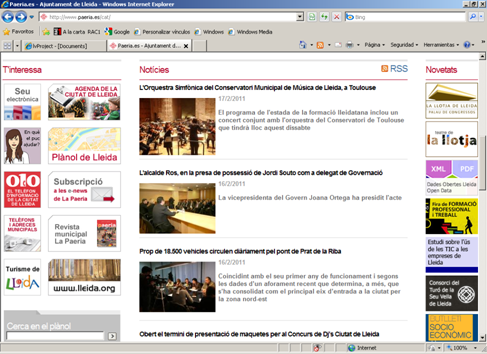 Paeria.es - Ajuntament de Lleida - Windows Internet Explorer
http://www.paeria.es/cat/
Bing
Favoritos
A la carta RACI
Google
Personalizar vínculos
Windows
Windows Media
IvProject - [Documents]
Paeria.es - Ajuntament d...
Página
Seguridad
Herramientas
T'interessa
Seu
electrònica
AGENDA DE LA
CIUTAT DE LLEIDA
En què
et puc
ajudar?
Plànol de Lleida
010
EL TELÈFON
D'INFORMACIÓ
DE LA CIUTAT
DE LLEIDA
Subscripció
a les e-news
de La Paeria
TELÈFONS
I ADRECES
MUNICIPALS
Revista
municipal
La Paeria
Turisme de
Lleida
www.lleida.org
Cerca en el plànol
Notícies
RSS
L'Orquestra Simfònica del Conservatori Municipal de Música de Lleida, a Toulouse
17/2/2011
El programa de l'estada de la formació lleidatana inclou un
concert conjunt amb l'orquestra del Conservatori de Toulouse
que tindrà lloc aquest dissabte
L'alcalde Ros, en la presa de possessió de Jordi Souto com a delegat de Governació
16/2/2011
La vicepresidenta del Govern Joana Ortega ha presidit l'acte
Prop de 18.500 vehicles circulen diàriament pel pont de Prat de la Riba
16/2/2011
Coincidint amb el seu primer any de funcionament i segons
les dades d'un aforament recent que determina, a més, que
s'ha consolidat com el principal eix d'entrada a la ciutat per
la zona nord-est
Obert el termini de presentació de maquetes per al Concurs de Dj's Ciutat de Lleida
Novetats
LA LLOTJA
DE LLEIDA
PALAU DE CONGRESSOS
teatre de
la llotja
XML
PDF
Dades Obertes Lleida
Open Data
Fira de
FORMACIÓ
PROFESSIONAL
I TREBALL
Estudi sobre l'ús
de les TIC a les
empreses de
Lleida
Consorci del
Turó de la
Seu Vella
de Lleida
BUTLLETÍ
SOCIO
ECONÒMIC
Internet
100%